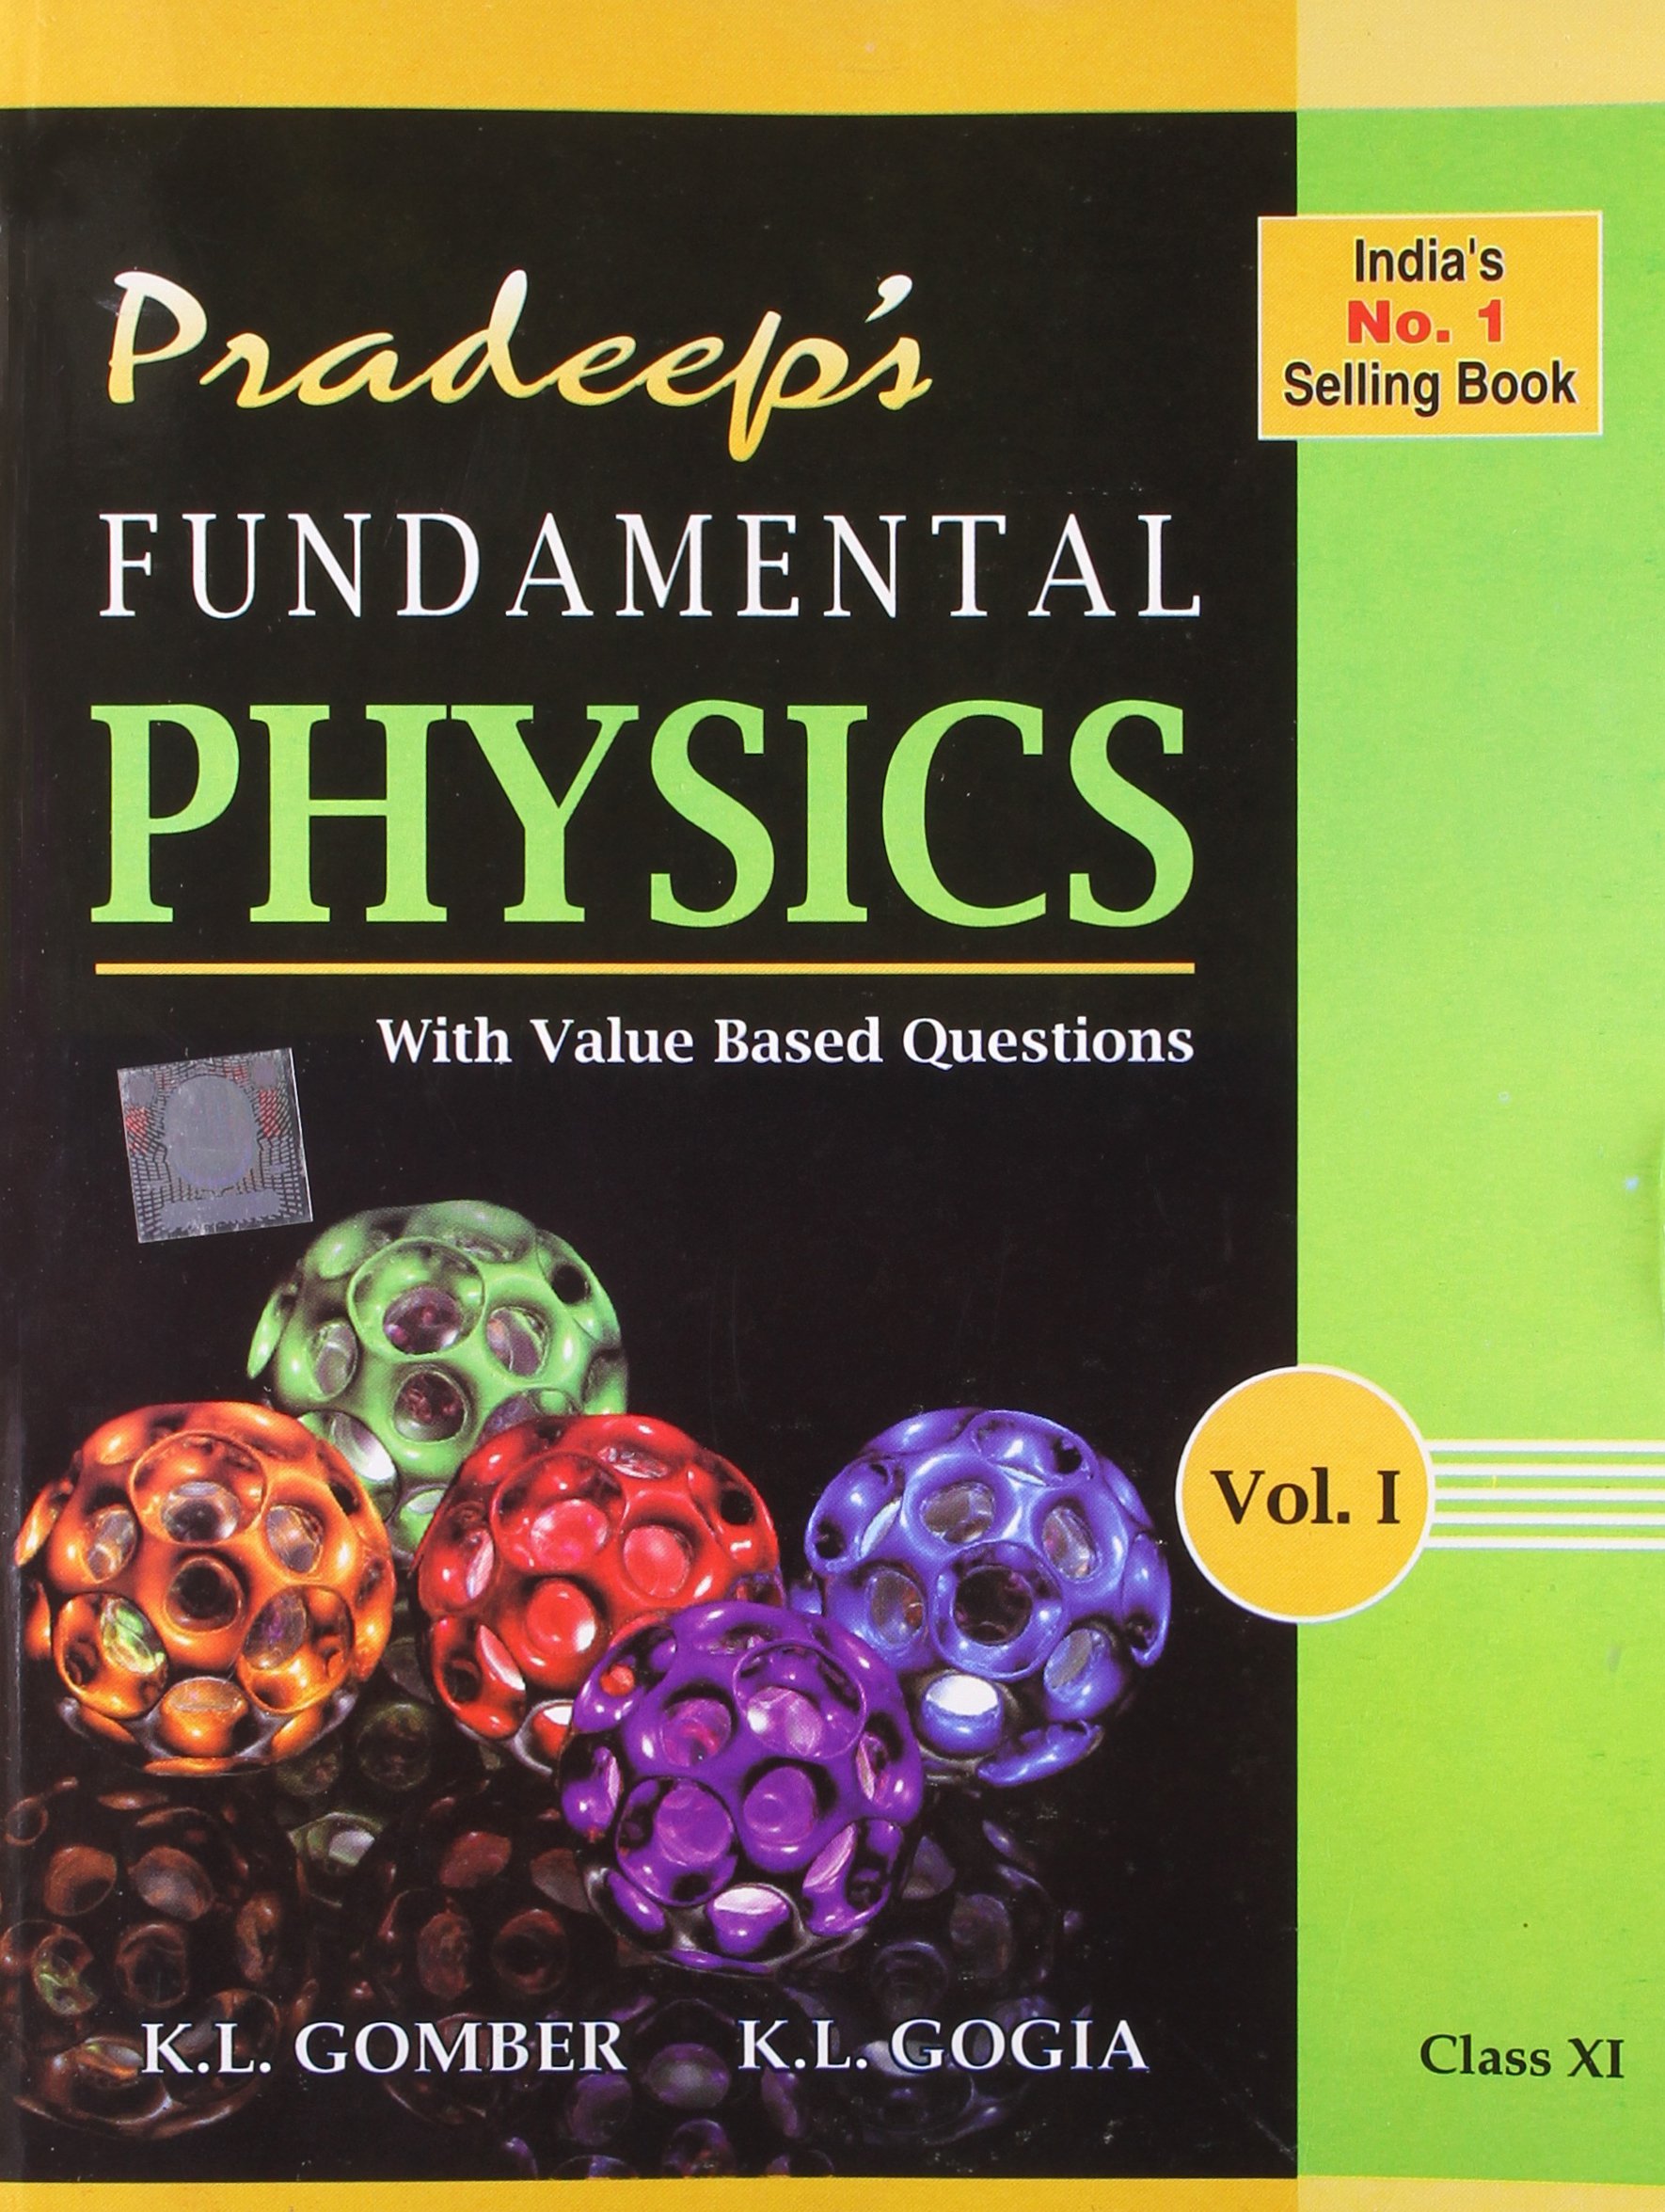 India's
No. 1
Selling Book
Pradeep's
FUNDAMENTAL
PHYSICS
With Value Based Questions
Vol. I
K.L. GOMBER K.L. GOGIA
Class XI